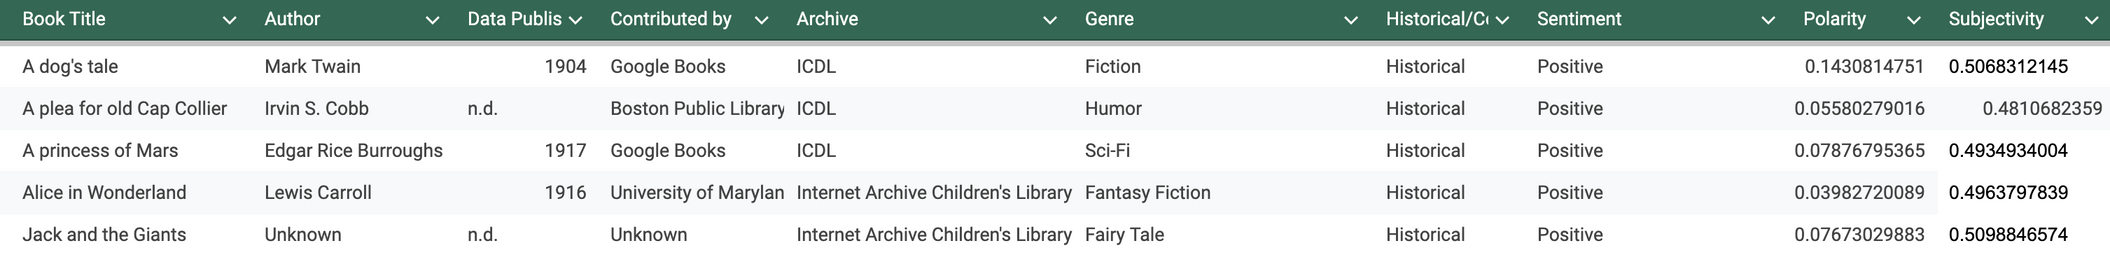 Book Title Author Data Publis Contributed by Archive Genre Historical/Co Sentiment Polarity Subjectivity
A dog's tale Mark Twain 1904 Google Books ICDL Fiction Historical Positive 0.1430814751 0.5068312145
A plea for old Cap Collier Irvin S. Cobb n.d. Boston Public Library ICDL Humor Historical Positive 0.05580279016 0.4810682359
A princess of Mars Edgar Rice Burroughs 1917 Google Books ICDL Sci-Fi Historical Positive 0.07876795365 0.4934934004
Alice in Wonderland Lewis Carroll 1916 University of Marylan Internet Archive Children's Library Fantasy Fiction Historical Positive 0.03982720089 0.4963797839
Jack and the Giants Unknown n.d. Unknown Internet Archive Children's Library Fairy Tale Historical Positive 0.07673029883 0.5098846574